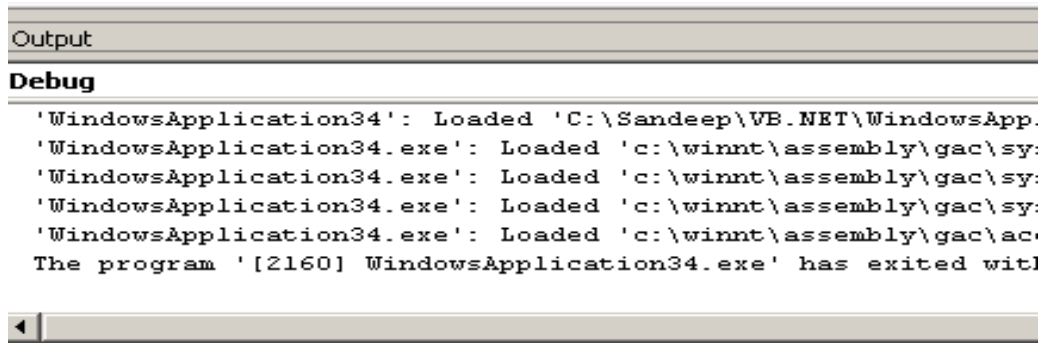 Output
Debug
'WindowsApplication34': Loaded 'C:\Sandeep\VB.NET\WindowsApp
'WindowsApplication34.exe': Loaded 'c:\winnt\assembly\gac\sy
'WindowsApplication34.exe': Loaded 'c:\winnt\assembly\gac\sy
'WindowsApplication34.exe': Loaded 'c:\winnt\assembly\gac\sy
'WindowsApplication34.exe': Loaded 'c:\winnt\assembly\gac\ac
The program '[2160] WindowsApplication34.exe' has exited with